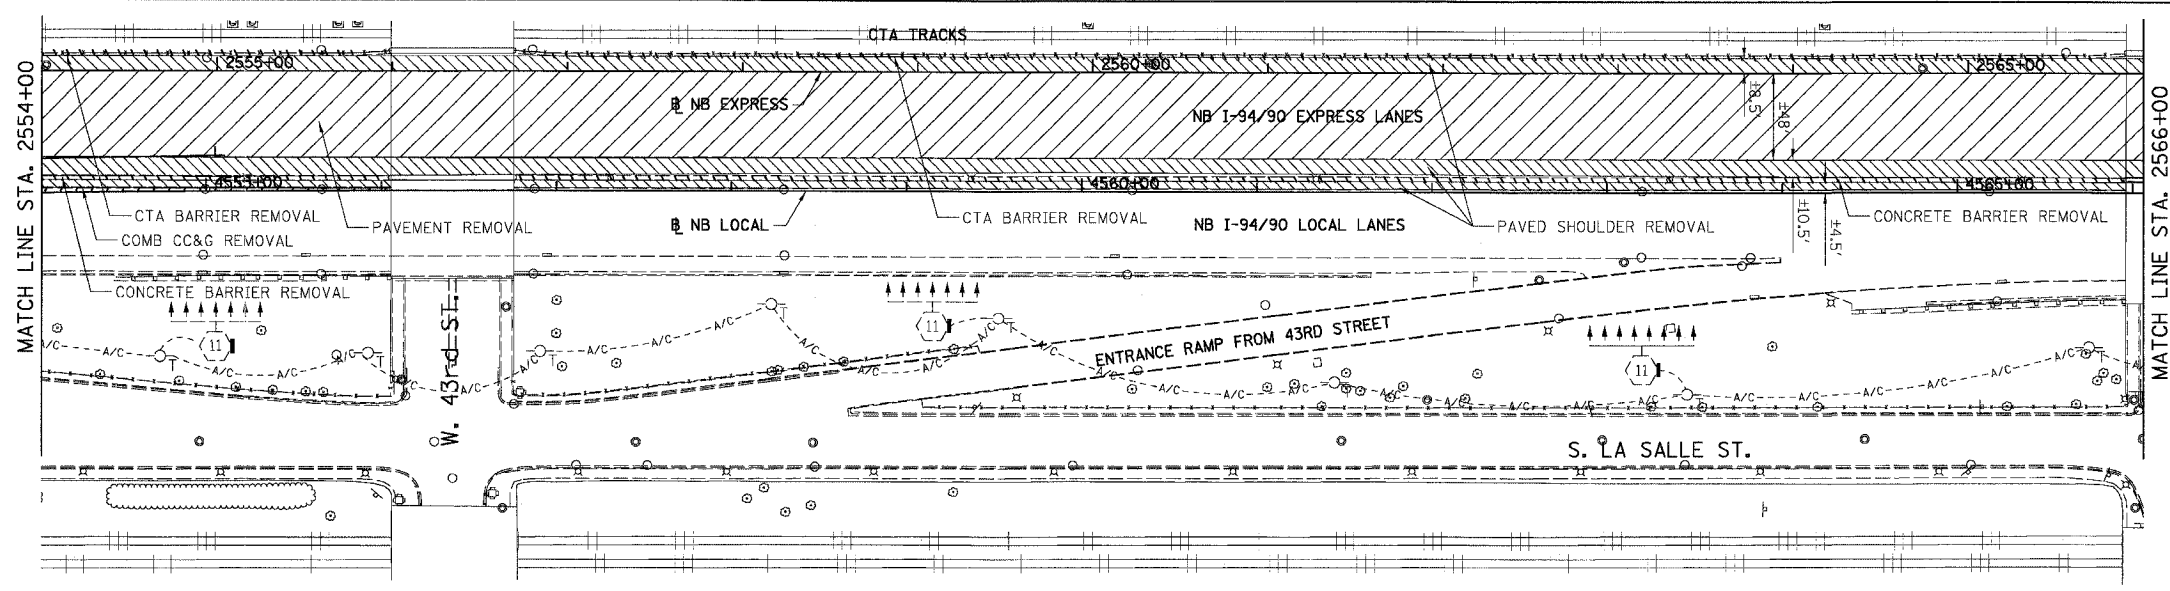 CTA TRACKS
2555+00
2560+00
2565+00
MATCH LINE STA. 2554+00
MATCH LINE STA. 2566+00
℄ NB EXPRESS
NB I-94/90 EXPRESS LANES
±8.5'
±48'
4555+00
4560+00
4565+00
CTA BARRIER REMOVAL
COMB CC&G REMOVAL
PAVEMENT REMOVAL
℄ NB LOCAL
CTA BARRIER REMOVAL
NB I-94/90 LOCAL LANES
PAVED SHOULDER REMOVAL
±10.5'
±4.5'
CONCRETE BARRIER REMOVAL
CONCRETE BARRIER REMOVAL
11
11
11
W. 43rd ST.
ENTRANCE RAMP FROM 43RD STREET
A/C A/C A/C A/C A/C A/C A/C A/C A/C A/C A/C A/C A/C A/C A/C A/C A/C A/C A/C A/C A/C
S. LA SALLE ST.